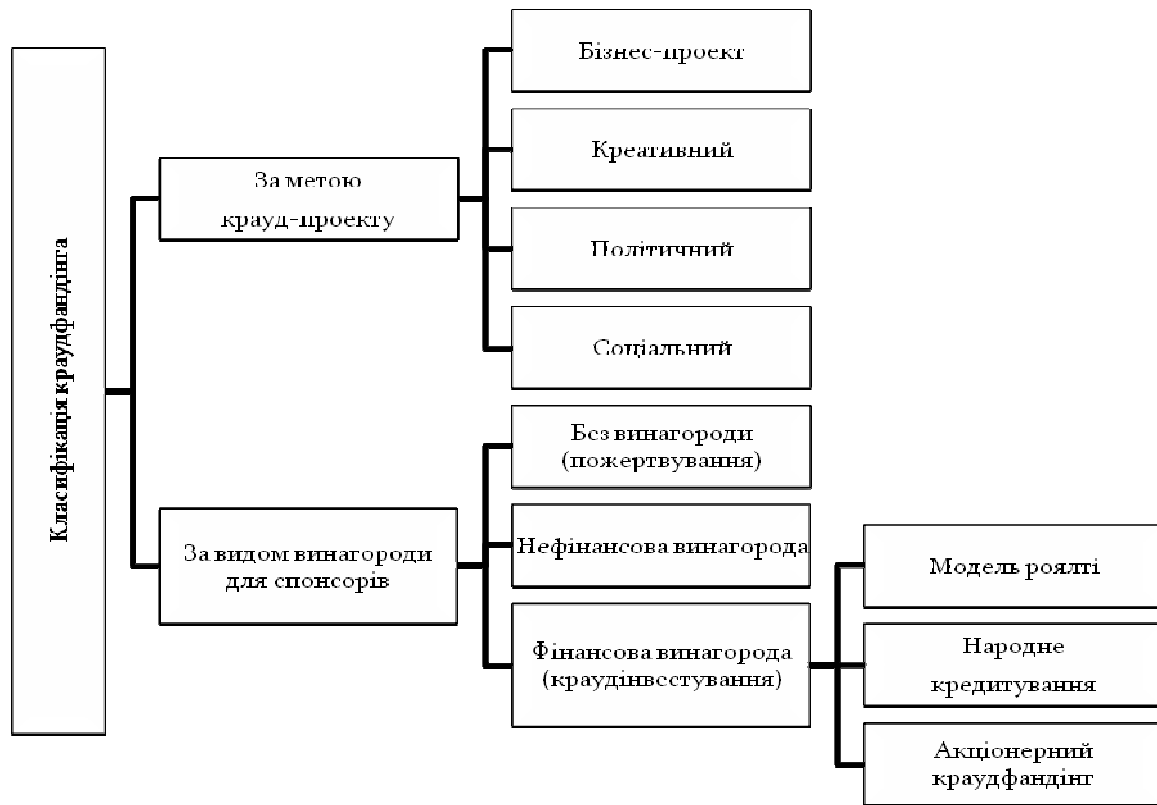 Класифікація краудфандінга
За метою
крауд-проекту
Бізнес-проект
Креативний
Політичний
Соціальний
За видом винагороди
для спонсорів
Без винагороди
(пожертвування)
Нефінансова винагорода
Фінансова винагорода
(краудінвестування)
Модель роялті
Народне
кредитування
Акціонерний
краудфандінг